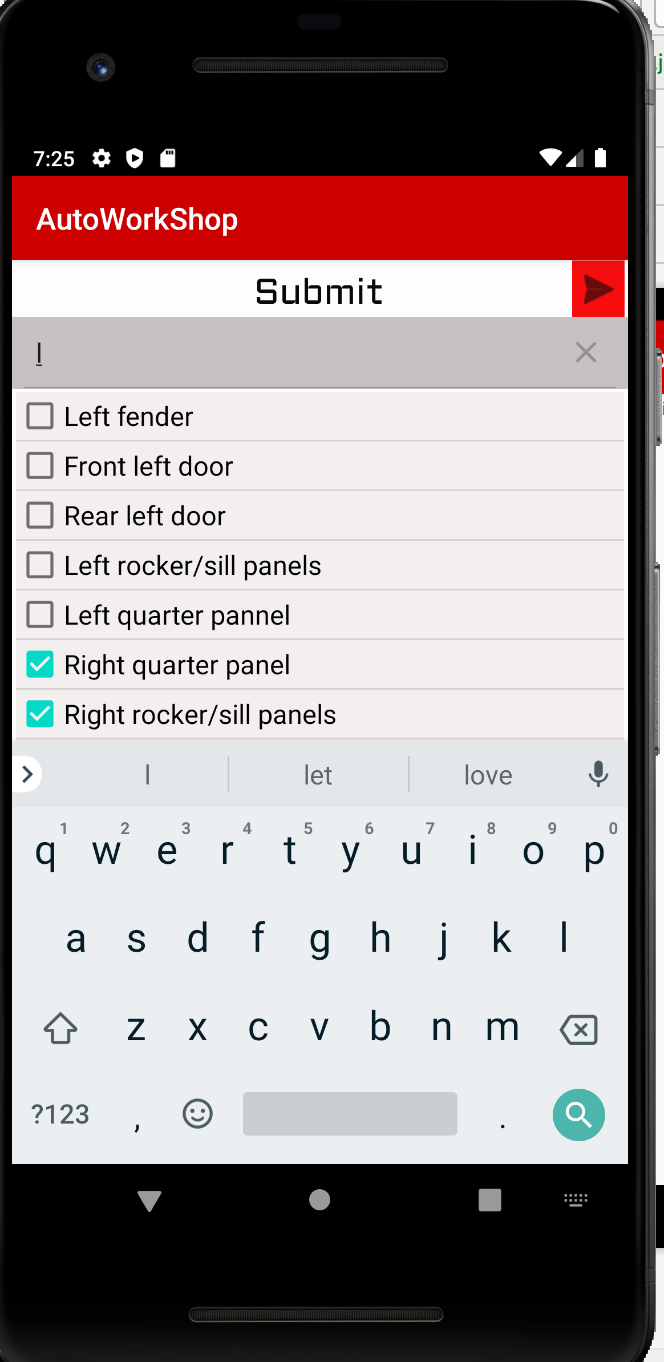 7:25
AutoWorkShop
Submit
l
Left fender
Front left door
Rear left door
Left rocker/sill panels
Left quarter pannel
Right quarter panel
Right rocker/sill panels
l let love
1 2 3 4 5 6 7 8 9 0
q w e r t y u i o p
a s d f g h j k l
z x c v b n m
?123 , .